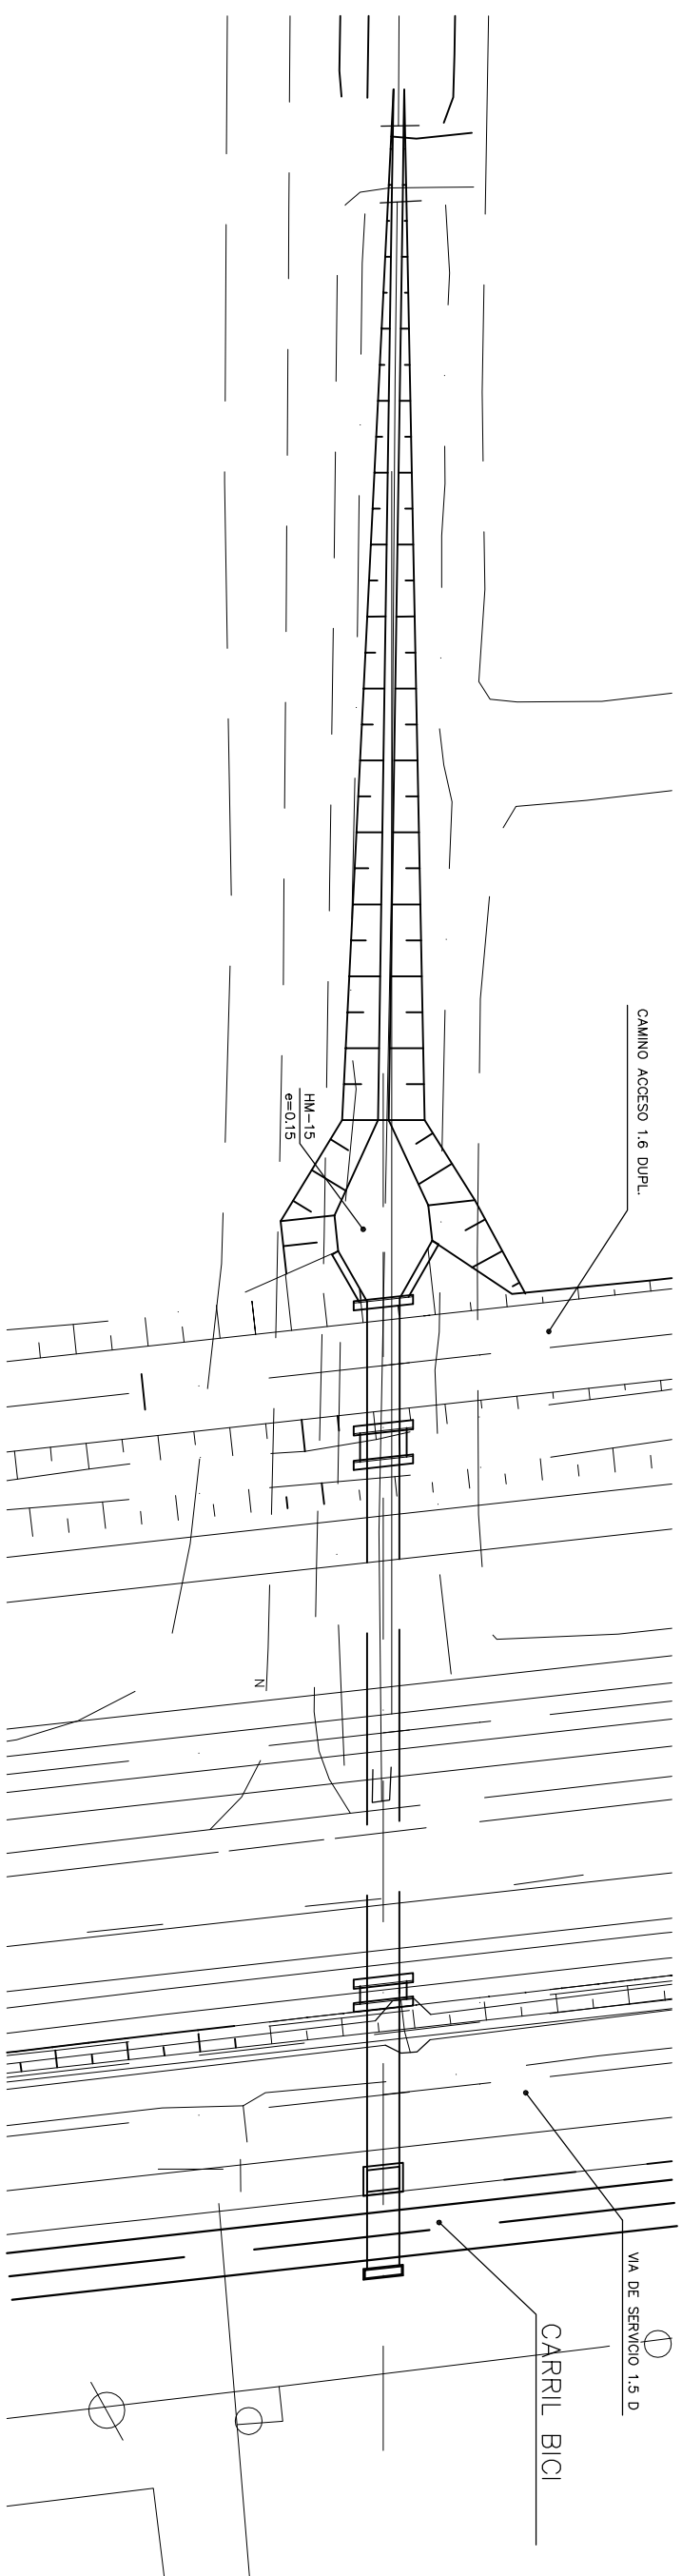 CAMINO ACCESO 1.6 DUPL.
HM-15
e=0.15
N
VIA DE SERVICIO 1.5 D
CARRIL BICI